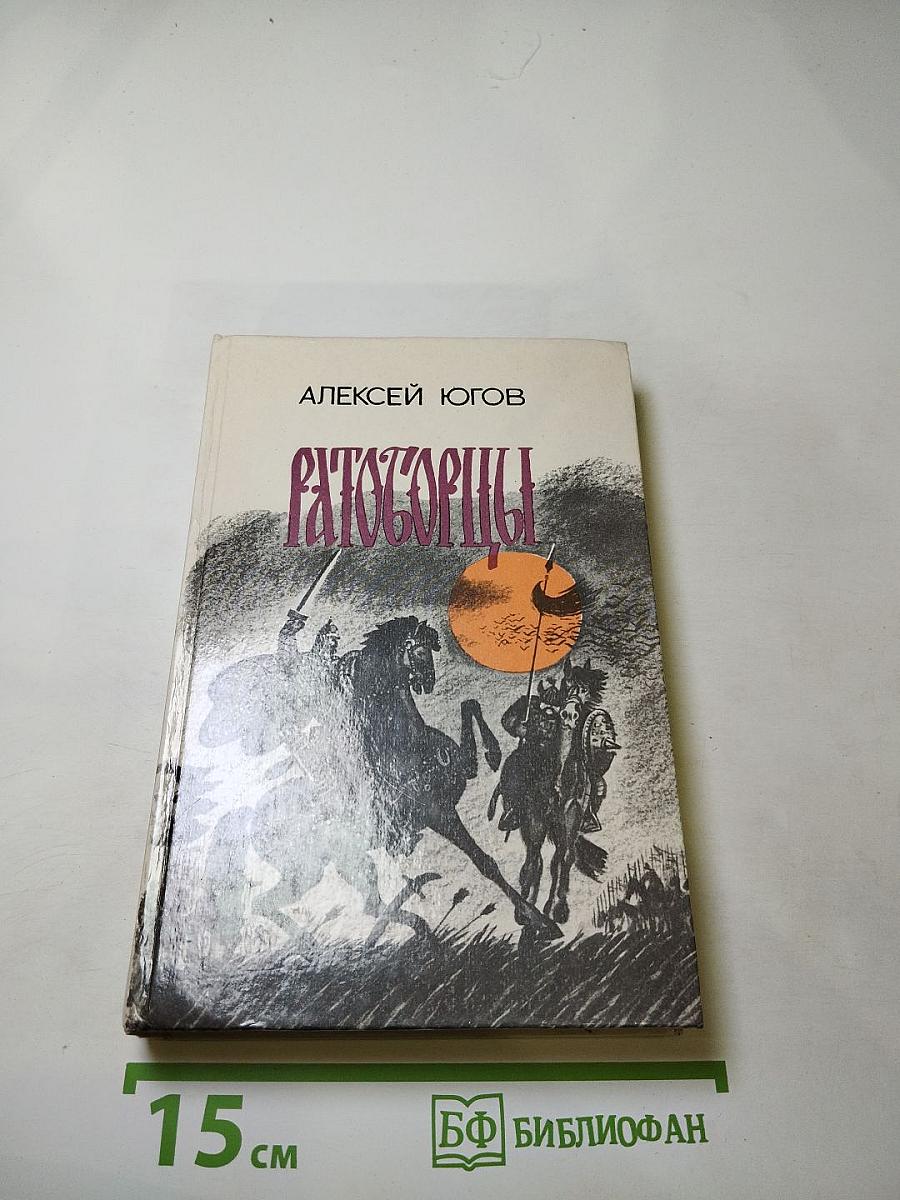 АЛЕКСЕЙ ЮГОВ
РАТОБОРЦЫ
15 см
БФ БИБЛИОФАН